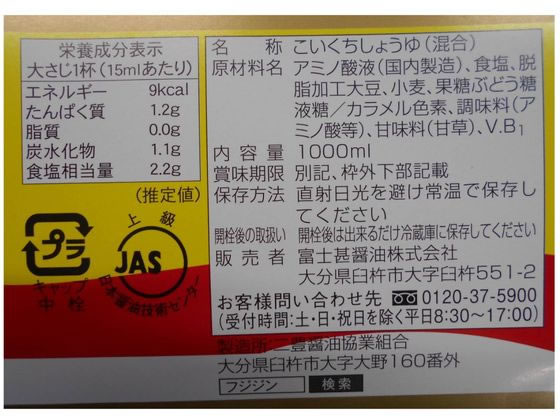 栄養成分表示
大さじ1杯(15mlあたり)
エネルギー 9kcal
たんぱく質 1.2g
脂質 0.0g
炭水化物 1.1g
食塩相当量 2.2g
(推定値)
プラ
キャップ
中栓
上級
JAS
日本醤油技術センター
名称 こいくちしょうゆ(混合)
原材料名 アミノ酸液(国内製造)、食塩、脱
脂加工大豆、小麦、果糖ぶどう糖
液糖/カラメル色素、調味料(ア
ミノ酸等)、甘味料(甘草)、V.B1
内容量 1000ml
賞味期限 別記、枠外下部記載
保存方法 直射日光を避け常温で保存し
てください
開栓後の取扱い 開栓後は出来るだけ冷蔵庫に保存してください
販売者 富士甚醤油株式会社
大分県臼杵市大字臼杵551-2
お客様問い合わせ先 0120-37-5900
(受付時間:土・日・祝日を除く平日8:30〜17:00)
製造所:二豊醤油協業組合
大分県臼杵市大字大野160番外
フジジン 検索